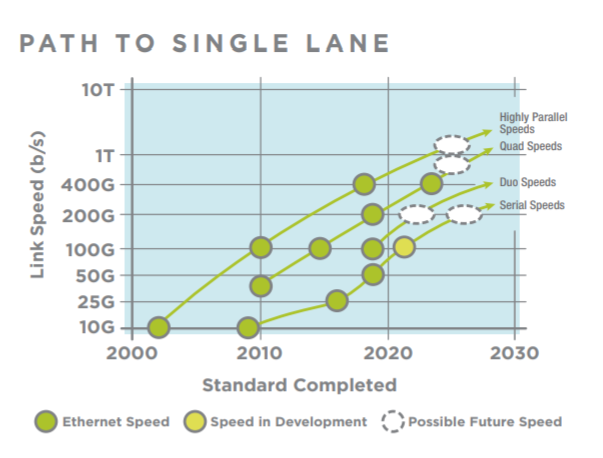 PATH TO SINGLE LANE
Link Speed (b/s)
10T
1T
400G
200G
100G
50G
25G
10G
Highly Parallel
Speeds
Quad Speeds
Duo Speeds
Serial Speeds
2000 2010 2020 2030
Standard Completed
Ethernet Speed Speed in Development Possible Future Speed